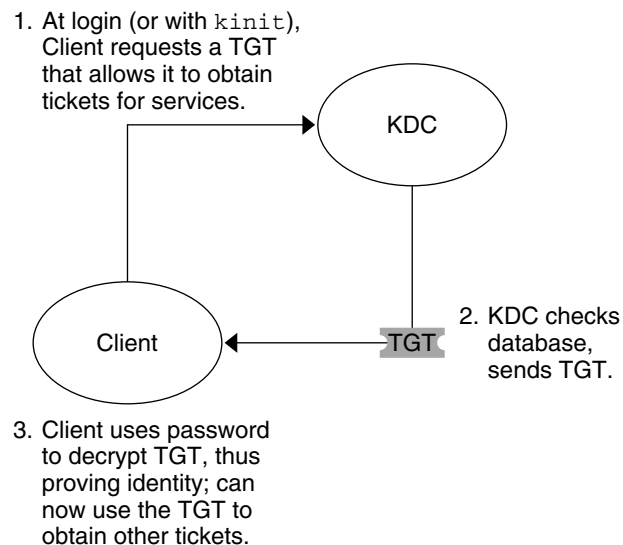 1. At login (or with kinit),
Client requests a TGT
that allows it to obtain
tickets for services.
KDC
Client
TGT
2. KDC checks
database,
sends TGT.
3. Client uses password
to decrypt TGT, thus
proving identity; can
now use the TGT to
obtain other tickets.